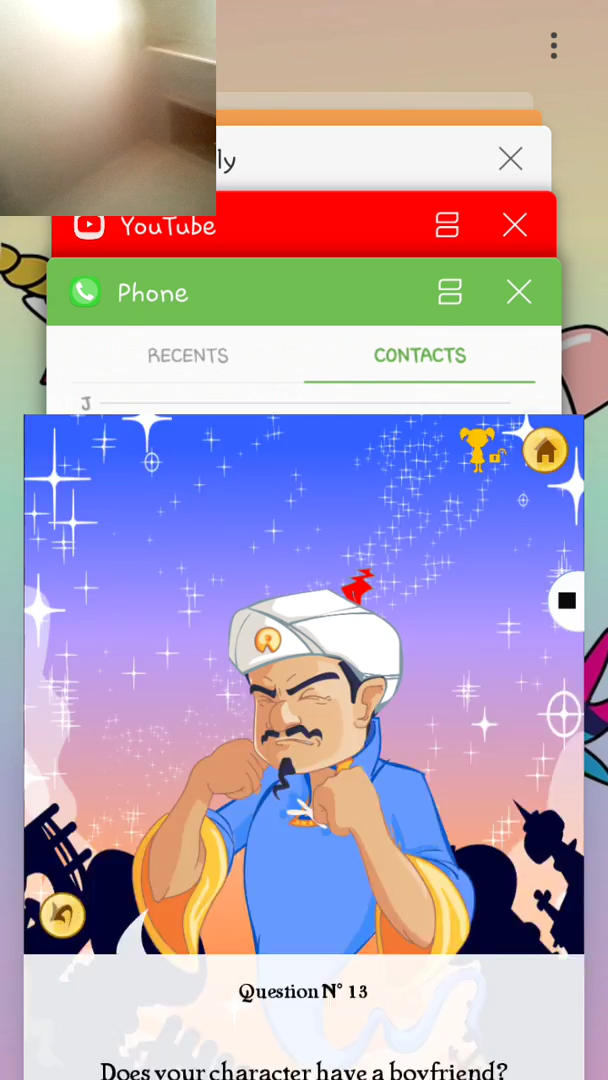 ly
YouTube
Phone
RECENTS
CONTACTS
J
Question N° 13
Does your character have a boyfriend?